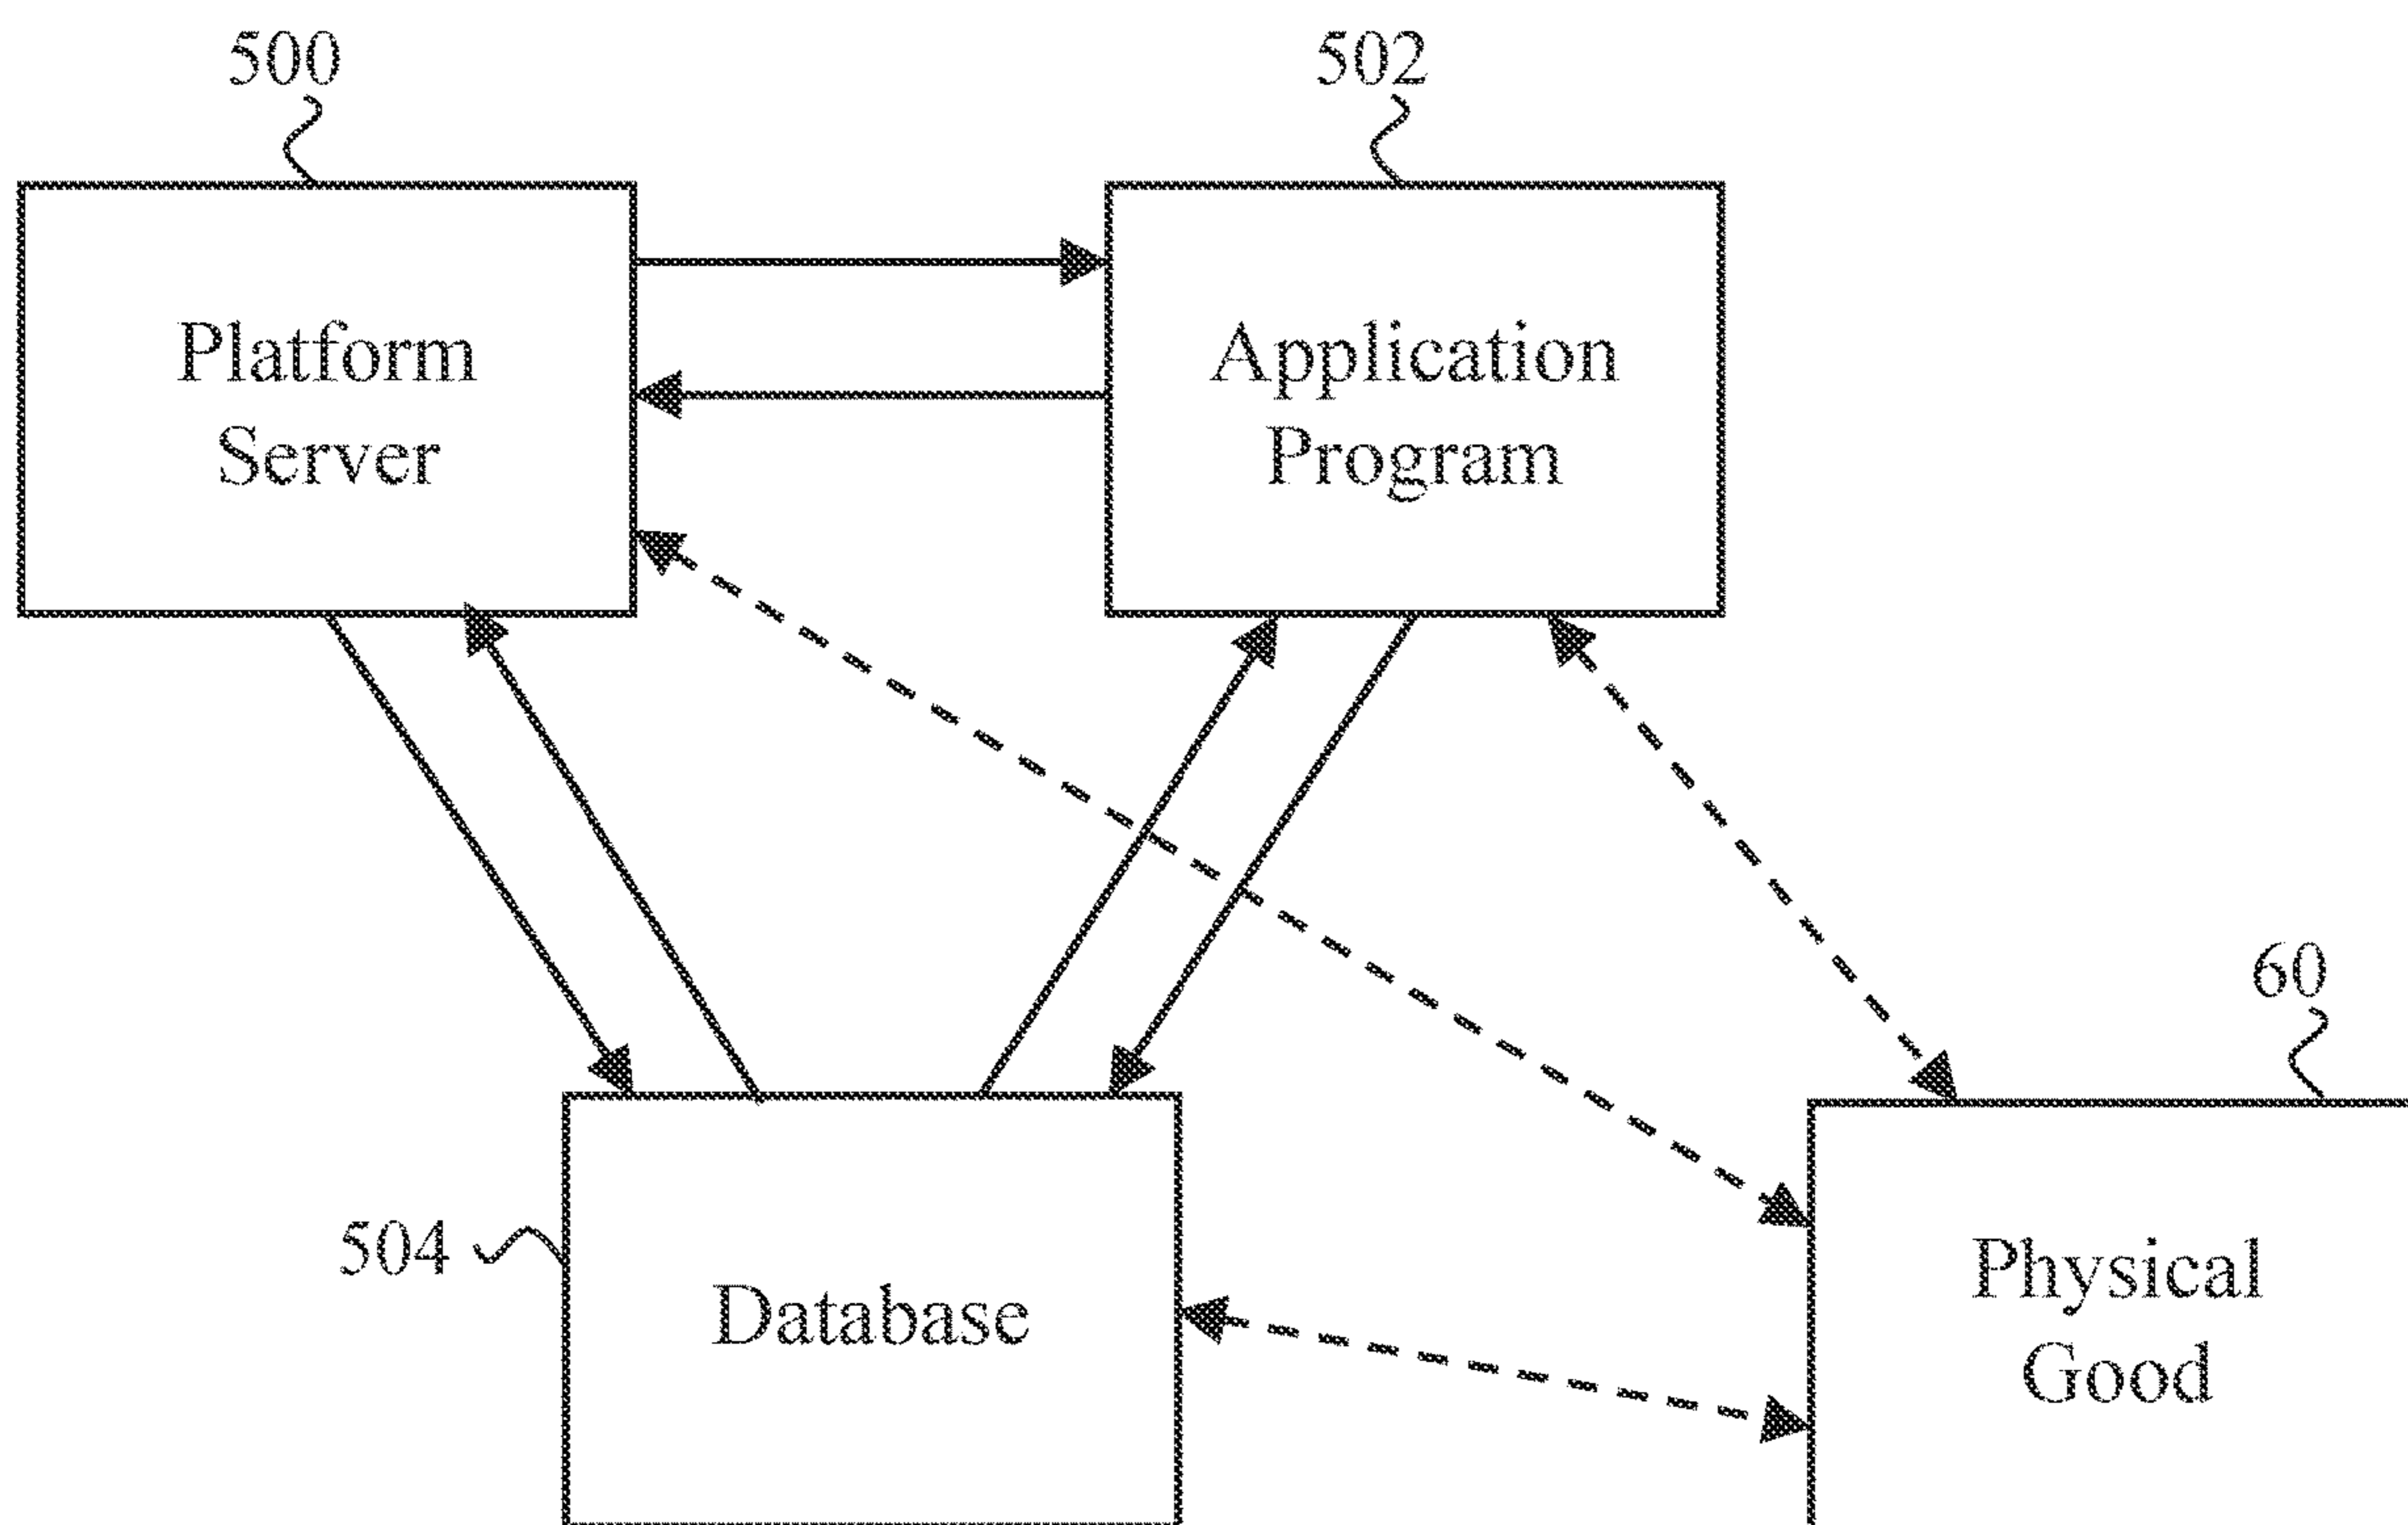 500
502
Platform
Server
Application
Program
60
504
Database
Physical
Good